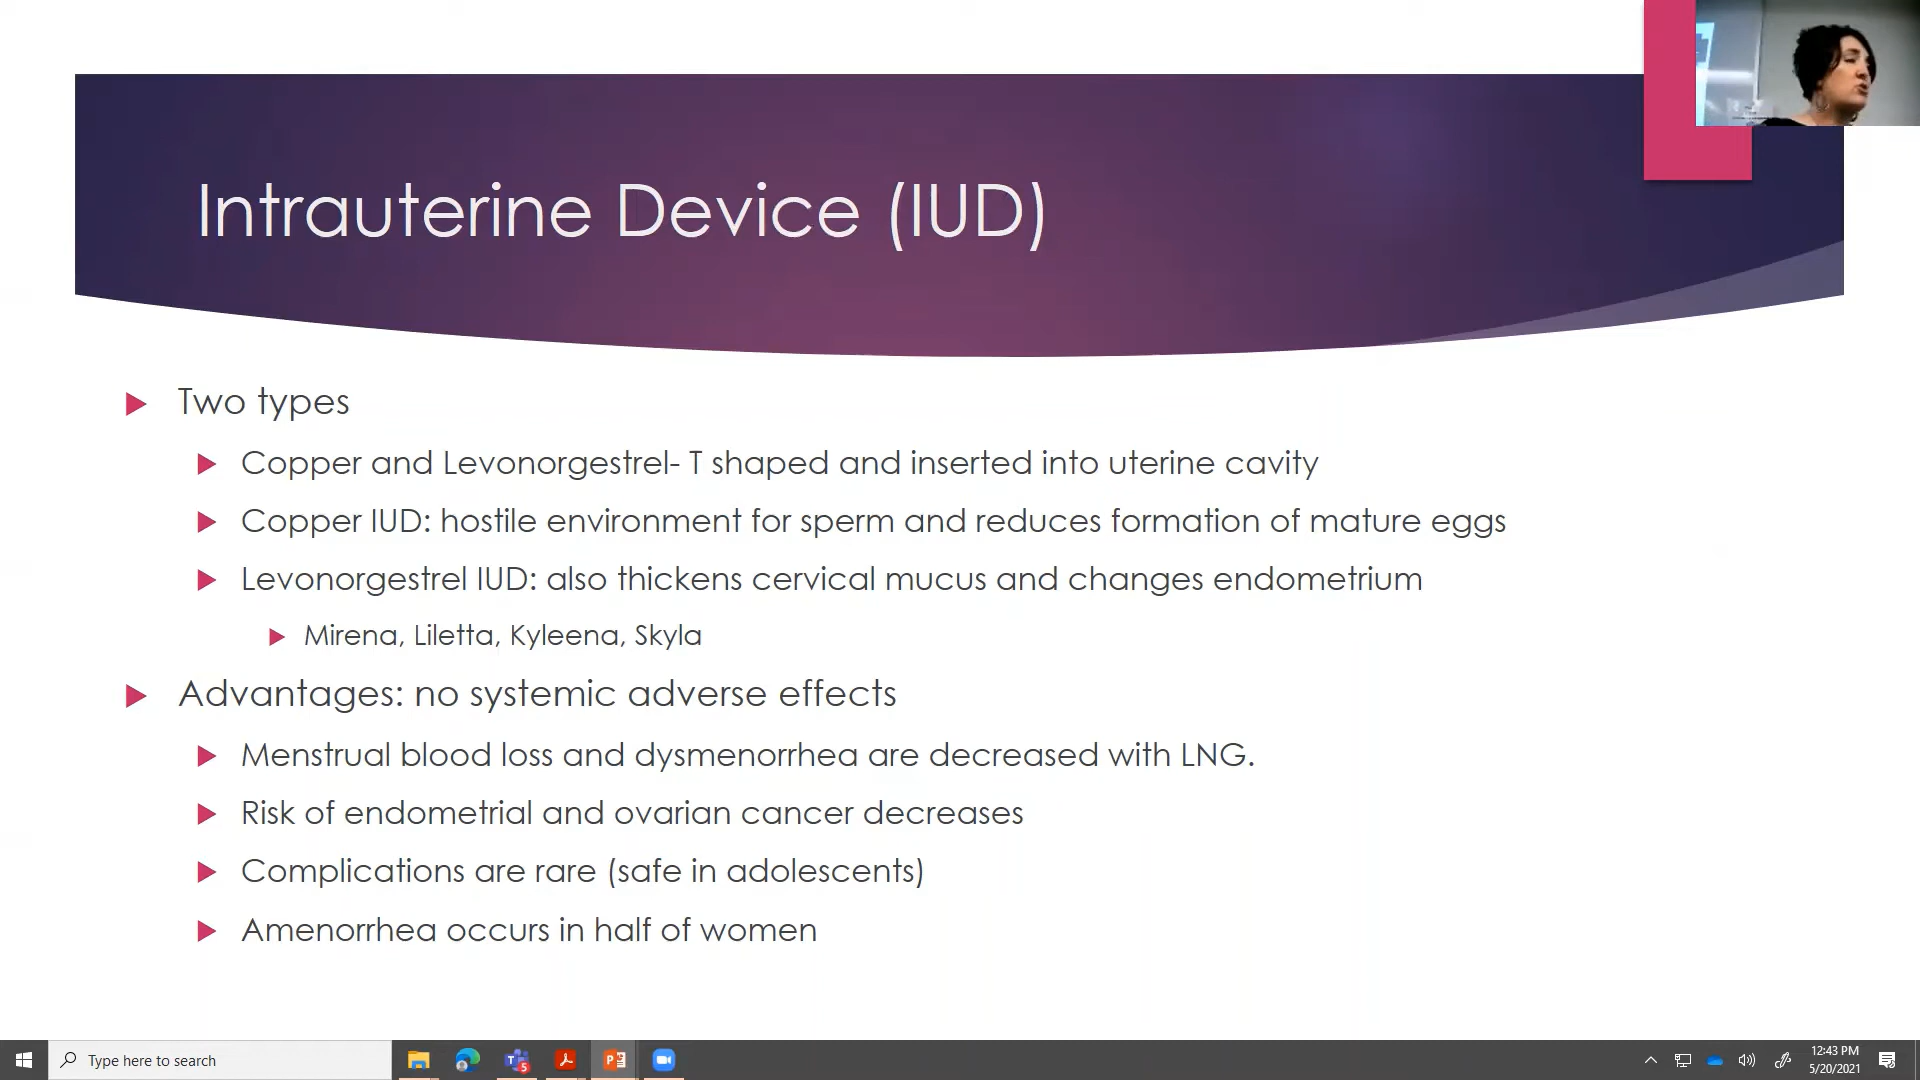 Intrauterine Device (IUD)
Two types
Copper and Levonorgestrel- T shaped and inserted into uterine cavity
Copper IUD: hostile environment for sperm and reduces formation of mature eggs
Levonorgestrel IUD: also thickens cervical mucus and changes endometrium
Mirena, Liletta, Kyleena, Skyla
Advantages: no systemic adverse effects
Menstrual blood loss and dysmenorrhea are decreased with LNG.
Risk of endometrial and ovarian cancer decreases
Complications are rare (safe in adolescents)
Amenorrhea occurs in half of women
Type here to search
5
12:43 PM
5/20/2021